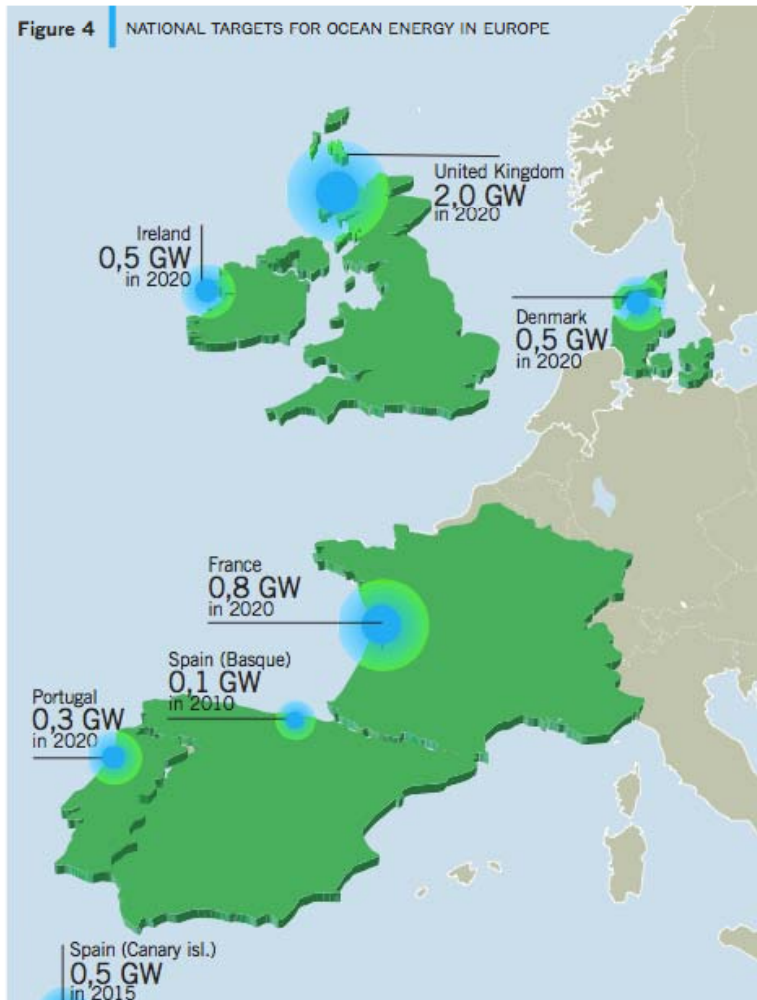 Figure 4 NATIONAL TARGETS FOR OCEAN ENERGY IN EUROPE
United Kingdom
2,0 GW
in 2020
Ireland
0,5 GW
in 2020
Denmark
0,5 GW
in 2020
France
0,8 GW
in 2020
Spain (Basque)
0,1 GW
in 2010
Portugal
0,3 GW
in 2020
Spain (Canary isl.)
0,5 GW
in 2015